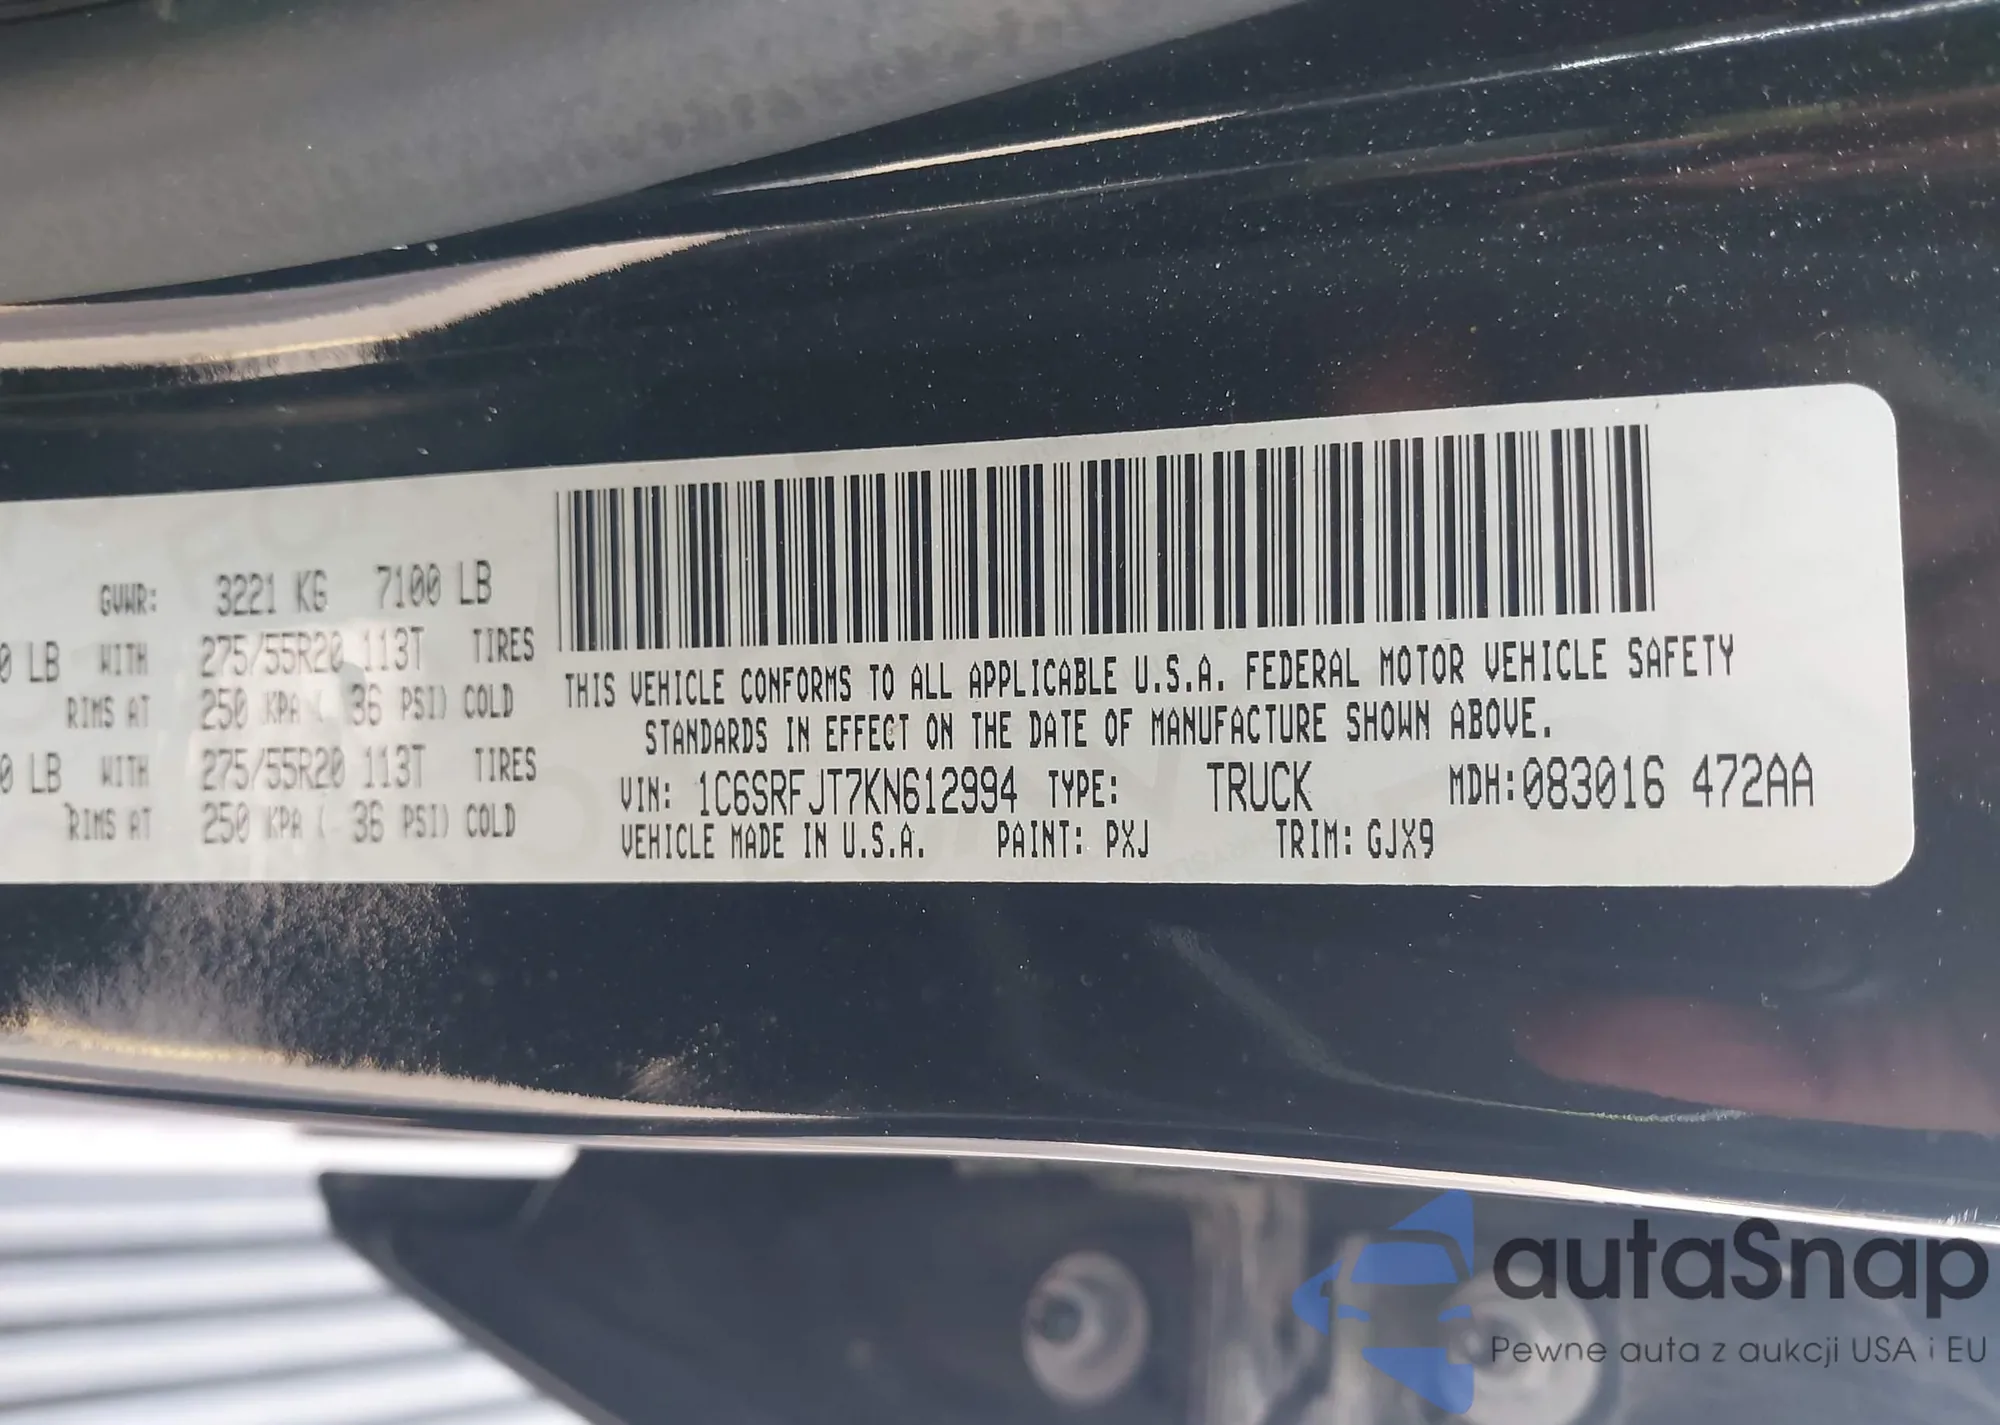 GVWR: 3221 KG 7100 LB
0 LB WITH 275/55R20 113T TIRES
RIMS AT 250 KPA ( 36 PSI) COLD
0 LB WITH 275/55R20 113T TIRES
RIMS AT 250 KPA ( 36 PSI) COLD
THIS VEHICLE CONFORMS TO ALL APPLICABLE U.S.A. FEDERAL MOTOR VEHICLE SAFETY
STANDARDS IN EFFECT ON THE DATE OF MANUFACTURE SHOWN ABOVE.
VIN: 1C6SRFJT7KN612994 TYPE: TRUCK MDH:083016 472AA
VEHICLE MADE IN U.S.A. PAINT: PXJ TRIM: GJX9
autaSnap
Pewne auta z aukcji USA i EU